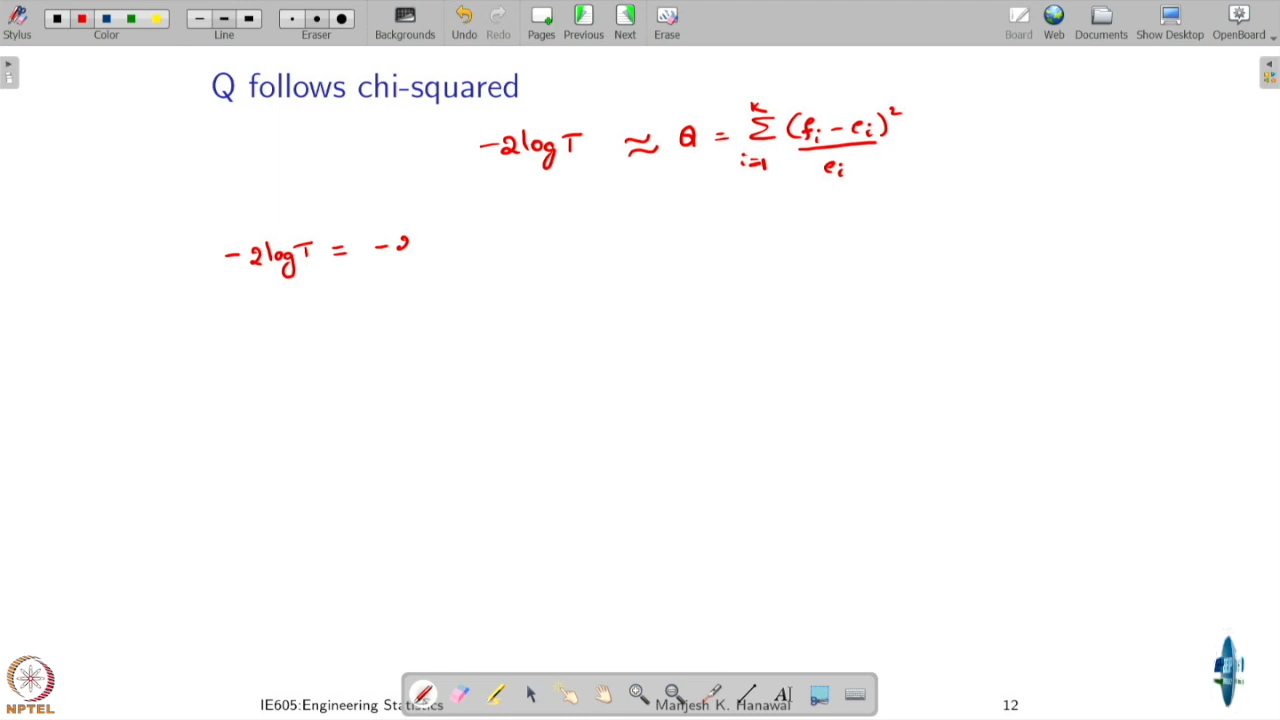 Stylus Color Line Eraser Backgrounds Undo Redo Pages Previous Next Erase Board Web Documents Show Desktop OpenBoard
Q follows chi-squared
-2logT ≈ Q = Σ_{i=1}^{k} (f_i - e_i)^2 / e_i
-2logT = -2
NPTEL
IE605:Engineering Statistics Manjesh K. Hanawal 12